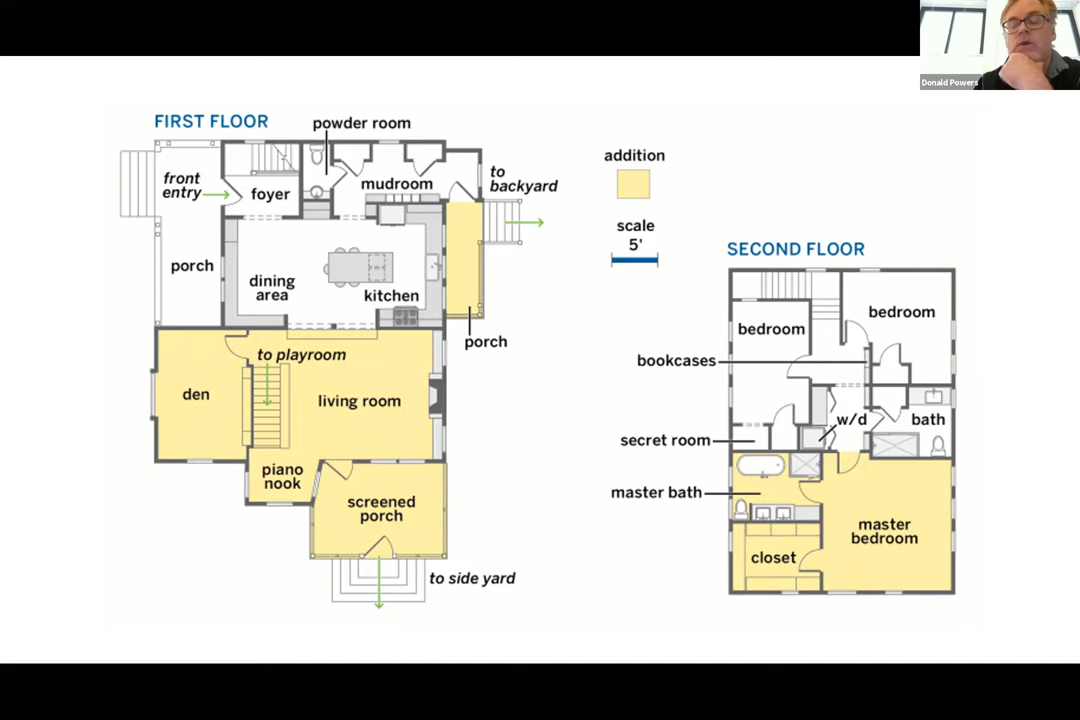 Donald Powers
FIRST FLOOR
powder room
front
entry
foyer
mudroom
to
backyard
porch
dining
area
kitchen
porch
to playroom
den
living room
piano
nook
screened
porch
to side yard
addition
scale
5'
SECOND FLOOR
bedroom
bedroom
bookcases
w/d
bath
secret room
master bath
master
bedroom
closet